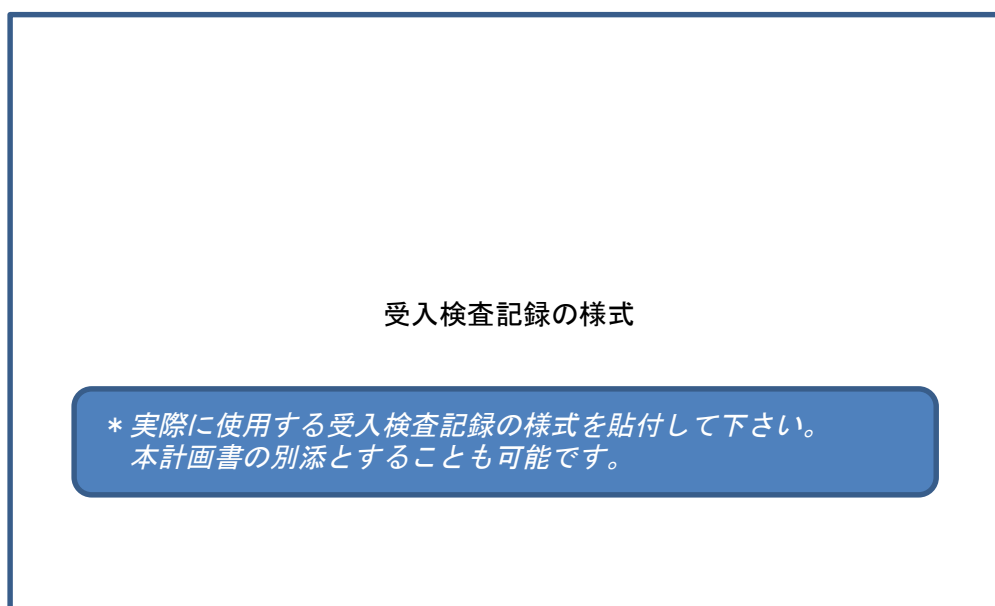 受入検査記録の様式
* 実際に使用する受入検査記録の様式を貼付して下さい。
本計画書の別添とすることも可能です。